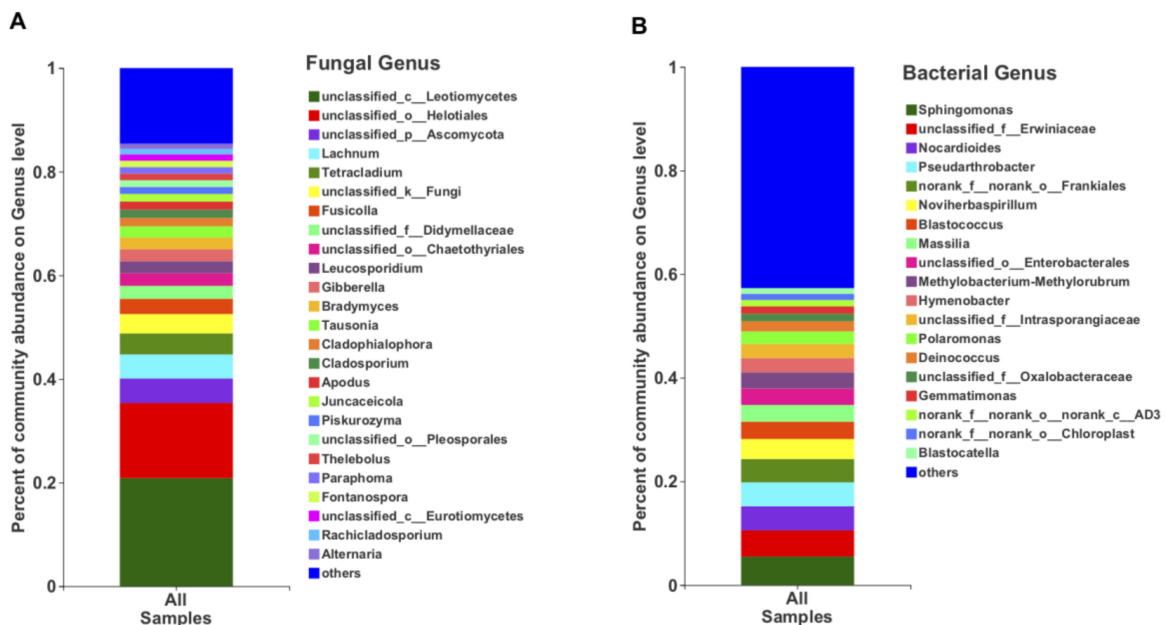 A
Percent of community abundance on Genus level
1
0.8
0.6
0.4
0.2
0
All
Samples
Fungal Genus
unclassified_c__Leotiomycetes
unclassified_o__Helotiales
unclassified_p__Ascomycota
Lachnum
Tetracladium
unclassified_k__Fungi
Fusicolla
unclassified_f__Didymellaceae
unclassified_o__Chaetothyriales
Leucosporidium
Gibberella
Bradymyces
Tausonia
Cladophialophora
Cladosporium
Apodus
Juncaceicola
Piskurozyma
unclassified_o__Pleosporales
Thelebolus
Paraphoma
Fontanospora
unclassified_c__Eurotiomycetes
Rachicladosporium
Alternaria
others
B
Percent of community abundance on Genus level
1
0.8
0.6
0.4
0.2
0
All
Samples
Bacterial Genus
Sphingomonas
unclassified_f__Erwiniaceae
Nocardioides
Pseudarthrobacter
norank_f__norank_o__Frankiales
Noviherbaspirillum
Blastococcus
Massilia
unclassified_o__Enterobacterales
Methylobacterium-Methylorubrum
Hymenobacter
unclassified_f__Intrasporangiaceae
Polaromonas
Deinococcus
unclassified_f__Oxalobacteraceae
Gemmatimonas
norank_f__norank_o__norank_c__AD3
norank_f__norank_o__Chloroplast
Blastocatella
others